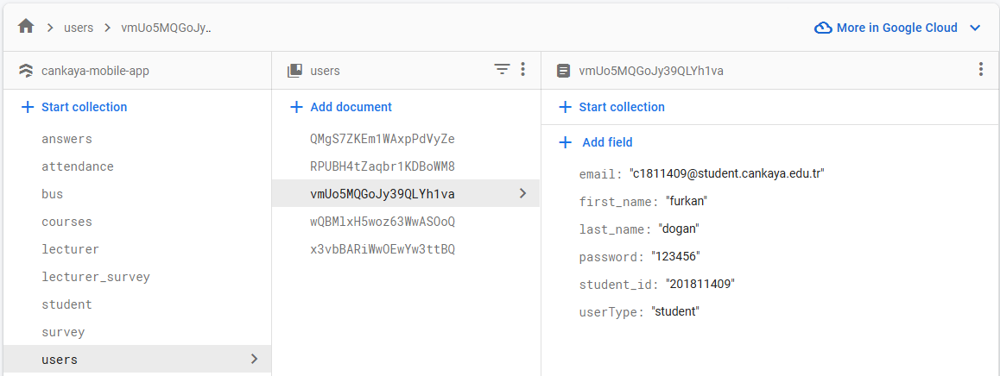 users vmUo5MQGoJy.. More in Google Cloud
cankaya-mobile-app
Start collection
answers
attendance
bus
courses
lecturer
lecturer_survey
student
survey
users
users
Add document
QMgS7ZKEm1WAxpPdVyZe
RPUBH4tZaqbr1KDBoWM8
vmUo5MQGoJy39QLYh1va
wQBMlxH5woz63WwASOoQ
x3vbBARiWwOEwYw3ttBQ
vmUo5MQGoJy39QLYh1va
Start collection
Add field
email: "c1811409@student.cankaya.edu.tr"
first_name: "furkan"
last_name: "dogan"
password: "123456"
student_id: "201811409"
userType: "student"